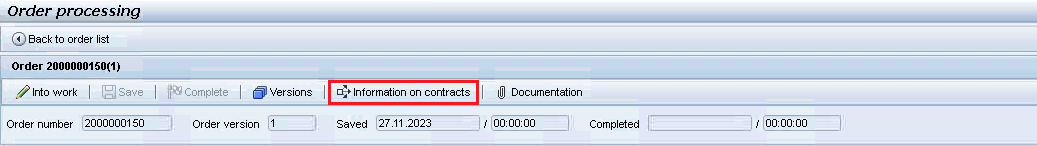 Order processing
Back to order list
Order 2000000150(1)
Into work Save Complete Versions Information on contracts Documentation
Order number 2000000150 Order version 1 Saved 27.11.2023 / 00:00:00 Completed / 00:00:00